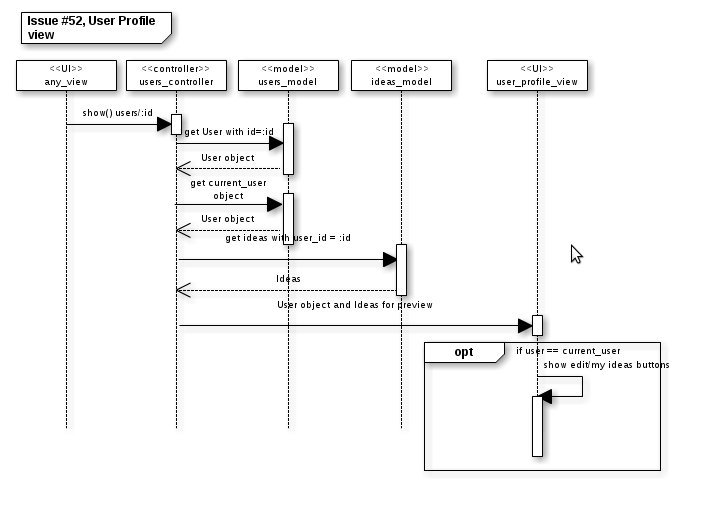 Issue #52, User Profile
view
<<UI>>
any_view
<<controller>>
users_controller
<<model>>
users_model
<<model>>
ideas_model
<<UI>>
user_profile_view
show() users/:id
get User with id=:id
User object
get current_user
object
User object
get ideas with user_id = :id
Ideas
User object and Ideas for preview
opt
if user == current_user
show edit/my ideas buttons